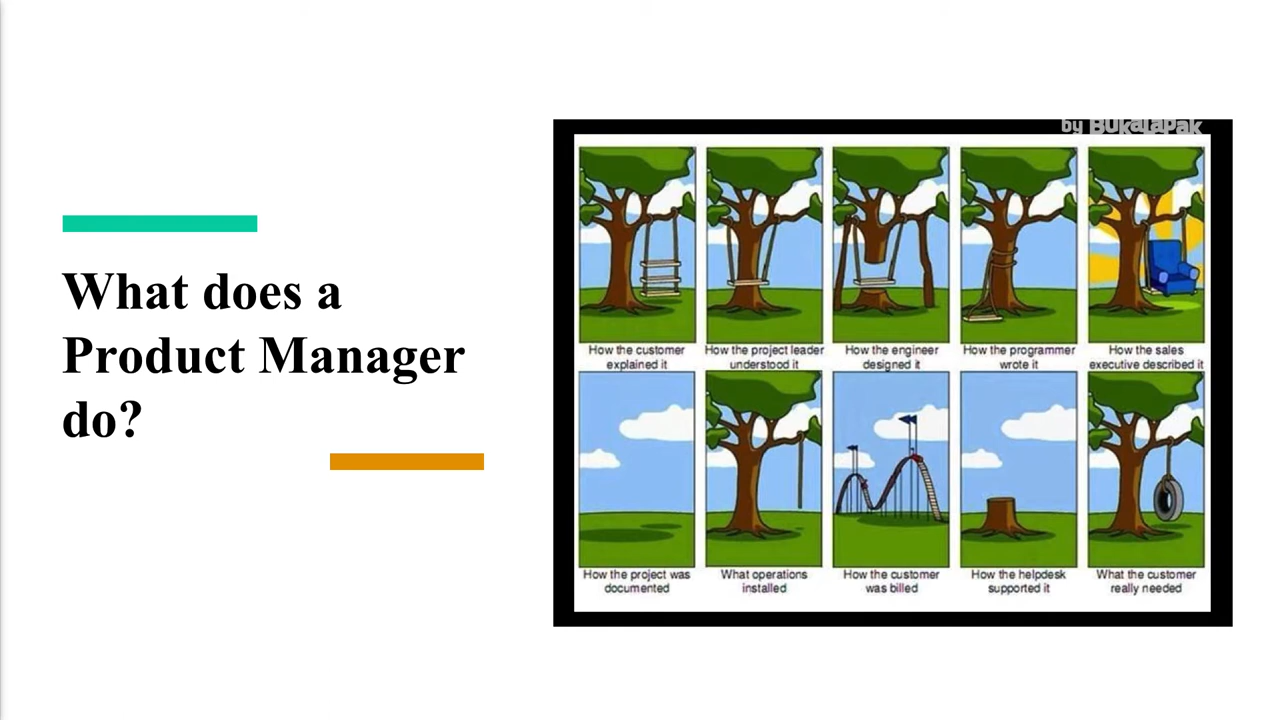 by BukaLapak
What does a
Product Manager
do?
How the customer
explained it
How the project leader
understood it
How the engineer
designed it
How the programmer
wrote it
How the sales
executive described it
How the project was
documented
What operations
installed
How the customer
was billed
How the helpdesk
supported it
What the customer
really needed